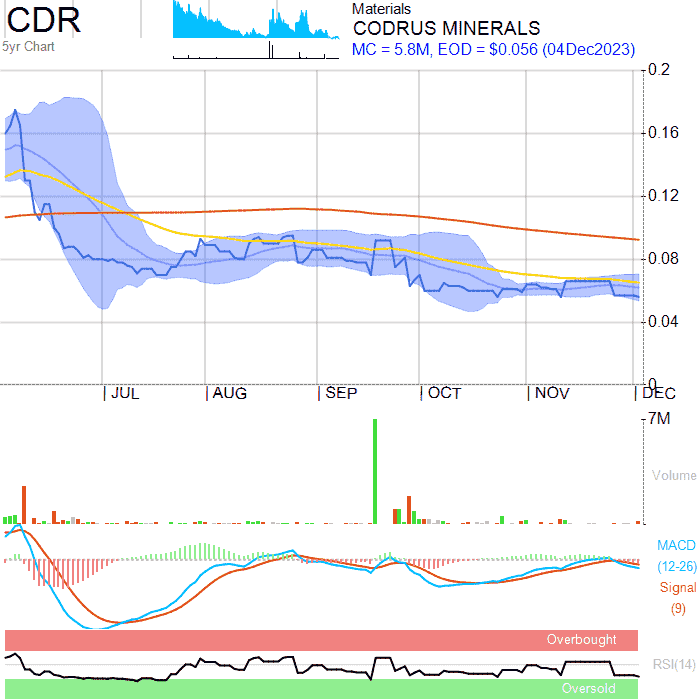 CDR
5yr Chart
Materials
CODRUS MINERALS
MC = 5.8M, EOD = $0.056 (04Dec2023)
0.2
0.16
0.12
0.08
0.04
0
JUL AUG SEP OCT NOV DEC
7M
Volume
MACD
(12-26)
Signal
(9)
Overbought
RSI(14)
Oversold